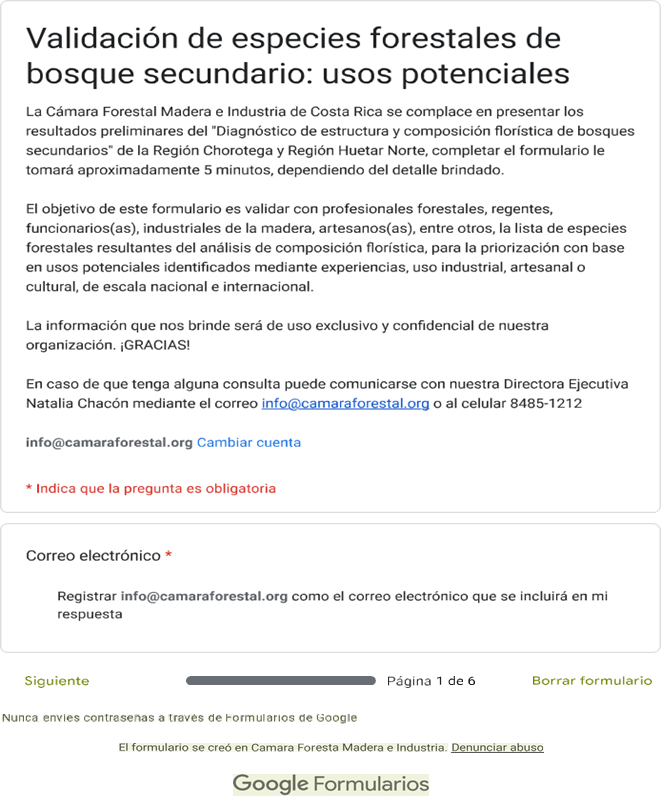 Validación de especies forestales de
bosque secundario: usos potenciales
La Cámara Forestal Madera e Industria de Costa Rica se complace en presentar los
resultados preliminares del "Diagnóstico de estructura y composición florística de bosques
secundarios" de la Región Chorotega y Región Huetar Norte, completar el formulario le
tomará aproximadamente 5 minutos, dependiendo del detalle brindado.
El objetivo de este formulario es validar con profesionales forestales, regentes,
funcionarios(as), industriales de la madera, artesanos(as), entre otros, la lista de especies
forestales resultantes del análisis de composición florística, para la priorización con base
en usos potenciales identificados mediante experiencias, uso industrial, artesanal o
cultural, de escala nacional e internacional.
La información que nos brinde será de uso exclusivo y confidencial de nuestra
organización. ¡GRACIAS!
En caso de que tenga alguna consulta puede comunicarse con nuestra Directora Ejecutiva
Natalia Chacón mediante el correo info@camaraforestal.org o al celular 8485-1212
info@camaraforestal.org Cambiar cuenta
* Indica que la pregunta es obligatoria
Correo electrónico *
Registrar info@camaraforestal.org como el correo electrónico que se incluirá en mi
respuesta
Siguiente Página 1 de 6 Borrar formulario
Nunca envíes contraseñas a través de Formularios de Google
El formulario se creó en Camara Foresta Madera e Industria. Denunciar abuso
Google Formularios